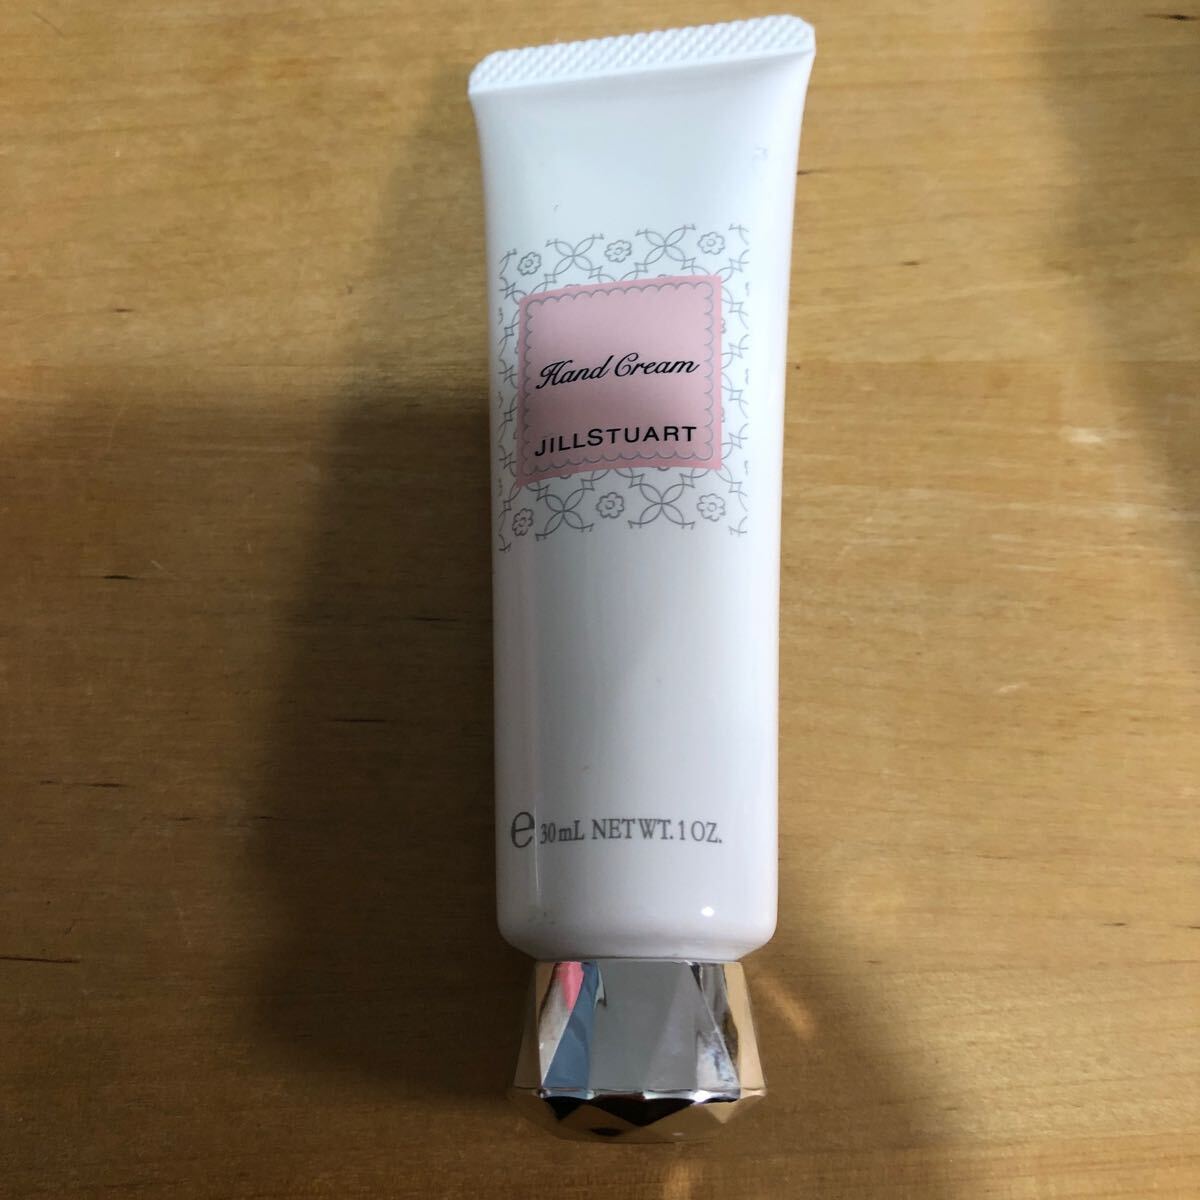 Hand Cream
JILLSTUART
℮ 30mL NET WT. 1 OZ.